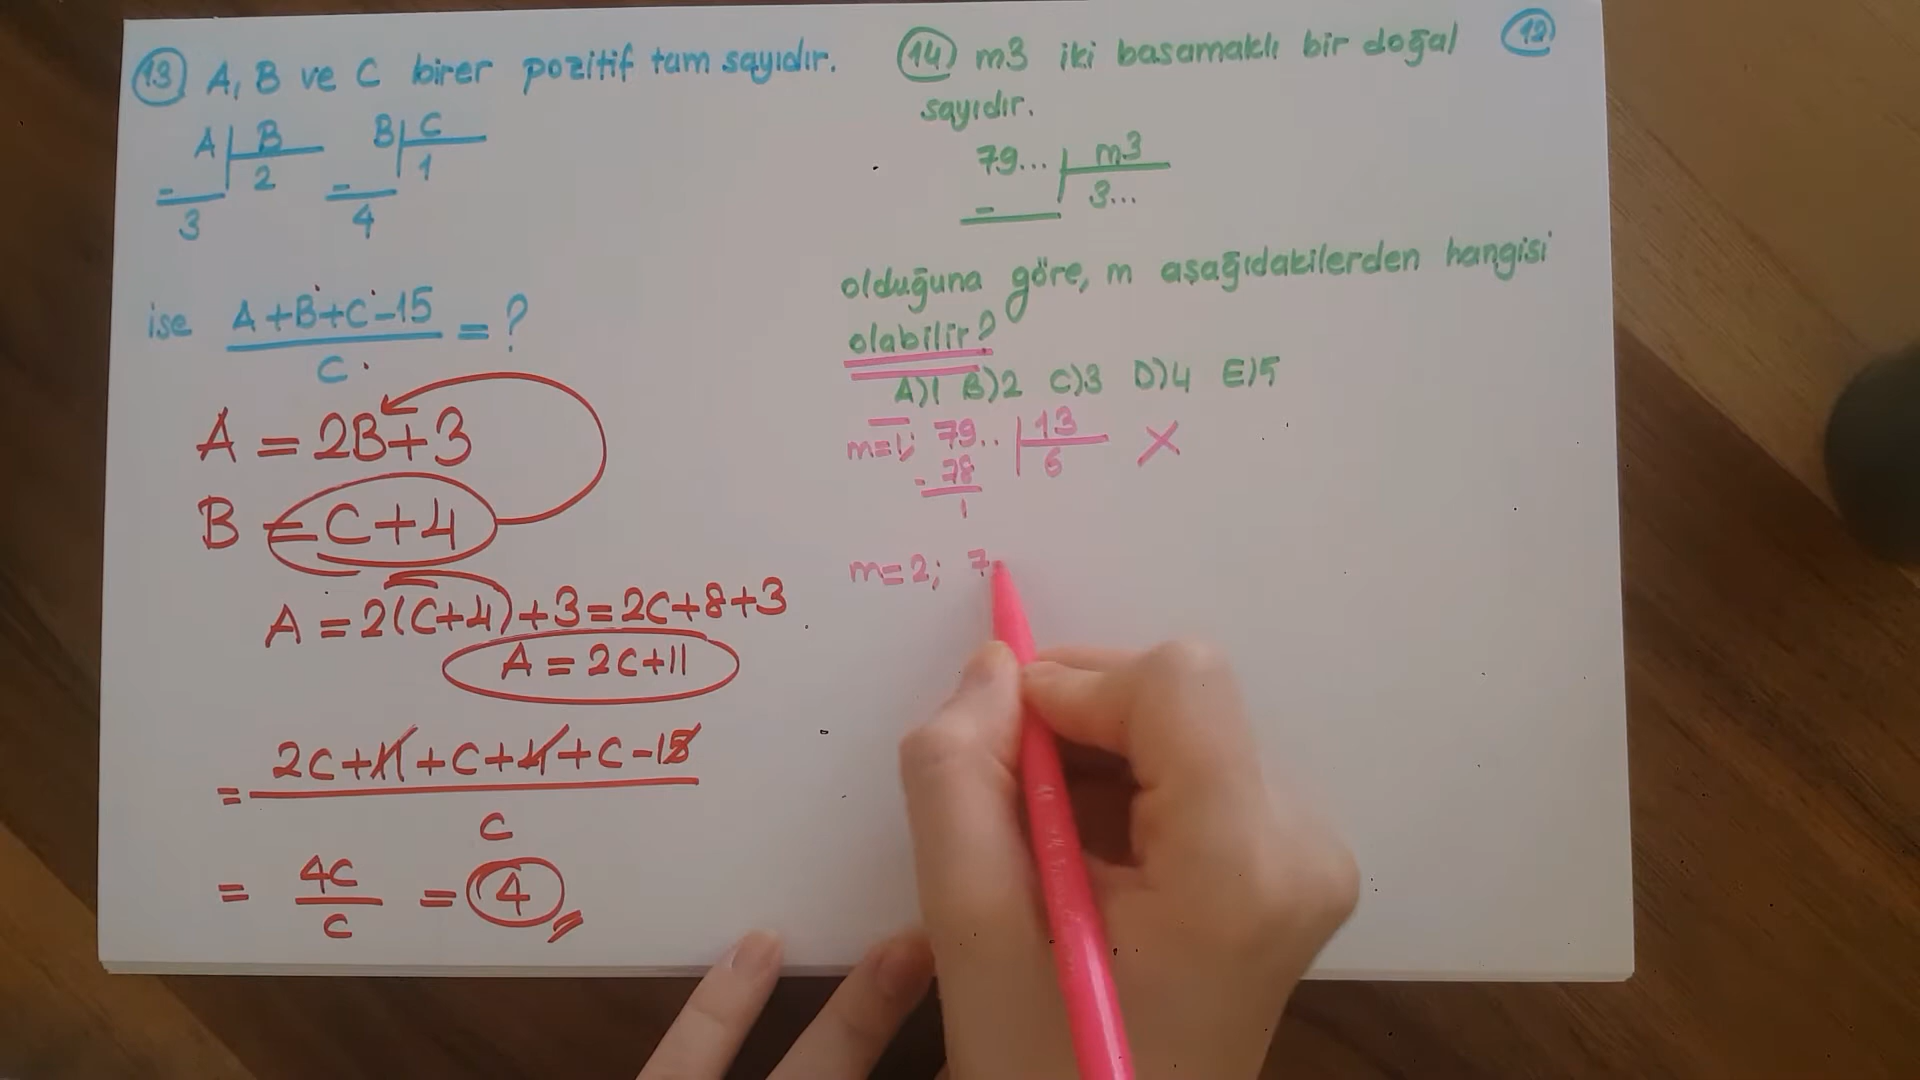 13 A, B ve C birer pozitif tam sayıdır.
A B
2
-
3
B C
1
-
4
ise A+B+C-15 = ?
C
A = 2B+3
B = C+4
A = 2(C+4)+3=2C+8+3
A = 2C+11
= 2C+11+C+4+C-15
C
= 4C = 4
C
14 m3 iki basamaklı bir doğal
sayıdır.
79... m3
3...
-
olduğuna göre, m aşağıdakilerden hangisi
olabilir?
A)1 B)2 C)3 D)4 E)5
m=1; 79.. 13 X
- 78 6
1
m=2; 7
12